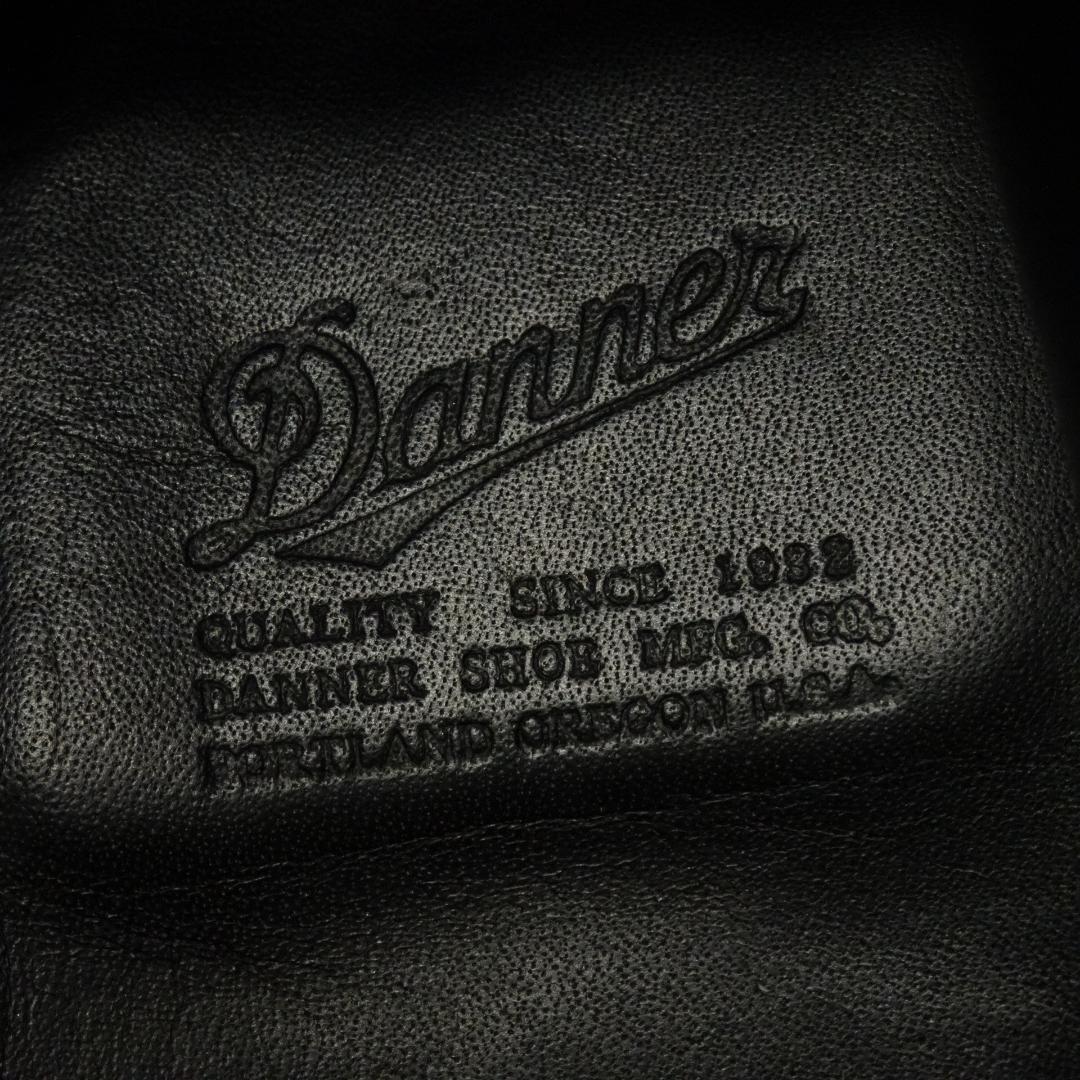 Danner
QUALITY SINCE 1932
DANNER SHOE MFG. CO.
PORTLAND OREGON U.S.A.